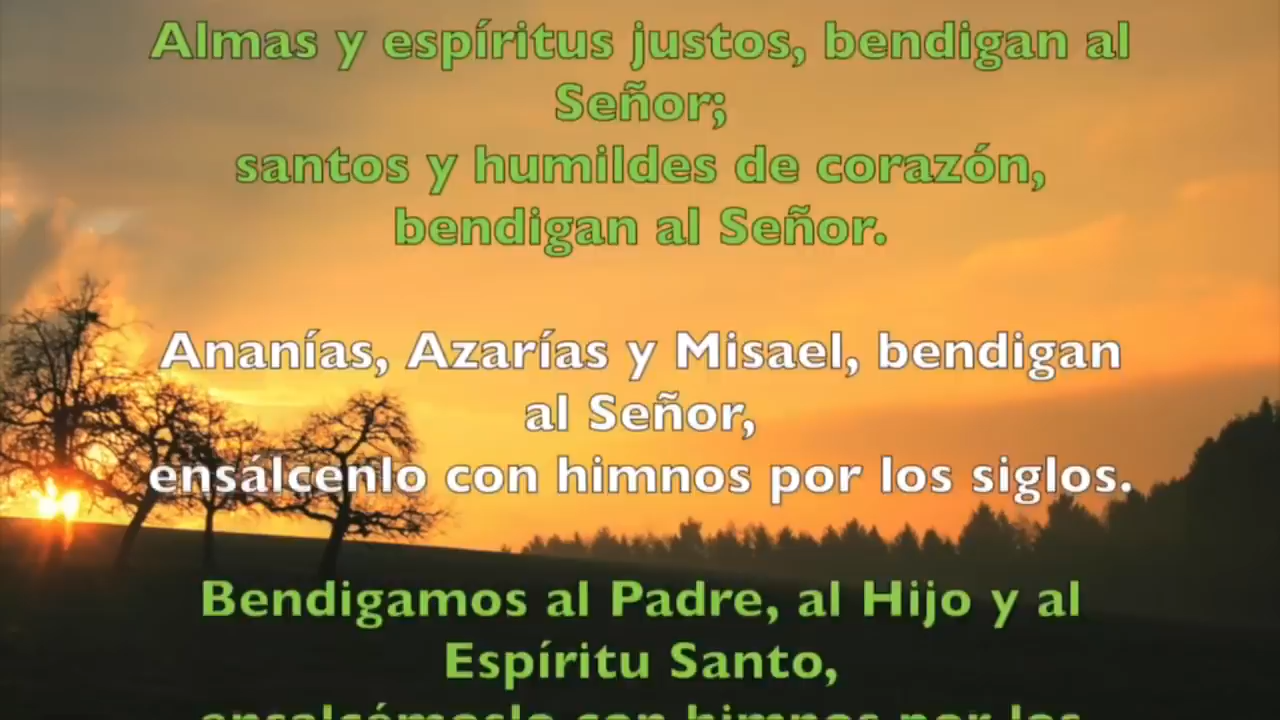 Almas y espíritus justos, bendigan al
Señor;
santos y humildes de corazón,
bendigan al Señor.
Ananías, Azarías y Misael, bendigan
al Señor,
ensálcenlo con himnos por los siglos.
Bendigamos al Padre, al Hijo y al
Espíritu Santo,
ensalcémoslo con himnos por los